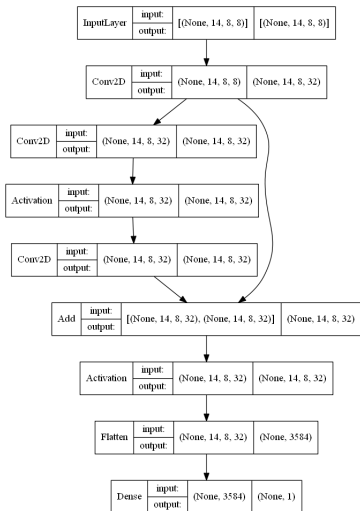 InputLayer input: output: [(None, 14, 8, 8)] [(None, 14, 8, 8)]
Conv2D input: output: (None, 14, 8, 8) (None, 14, 8, 32)
Conv2D input: output: (None, 14, 8, 32) (None, 14, 8, 32)
Activation input: output: (None, 14, 8, 32) (None, 14, 8, 32)
Conv2D input: output: (None, 14, 8, 32) (None, 14, 8, 32)
Add input: output: [(None, 14, 8, 32), (None, 14, 8, 32)] (None, 14, 8, 32)
Activation input: output: (None, 14, 8, 32) (None, 14, 8, 32)
Flatten input: output: (None, 14, 8, 32) (None, 3584)
Dense input: output: (None, 3584) (None, 1)